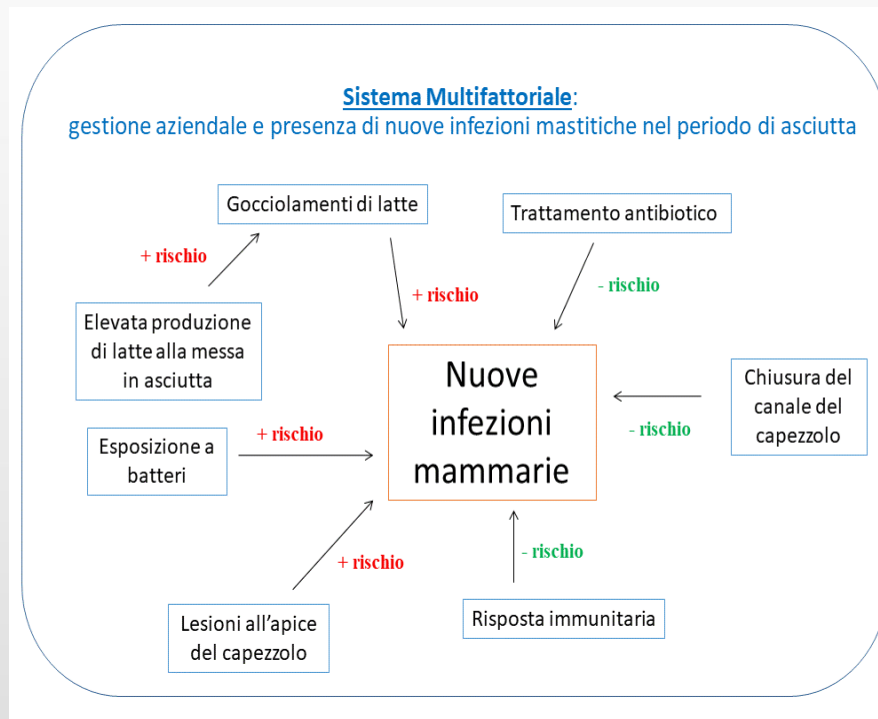 Sistema Multifattoriale:
gestione aziendale e presenza di nuove infezioni mastitiche nel periodo di asciutta
Gocciolamenti di latte
Trattamento antibiotico
+ rischio
- rischio
+ rischio
Elevata produzione
di latte alla messa
in asciutta
Nuove
infezioni
mammarie
Chiusura del
canale del
capezzolo
+ rischio
- rischio
Esposizione a
batteri
+ rischio
- rischio
Lesioni all'apice
del capezzolo
Risposta immunitaria